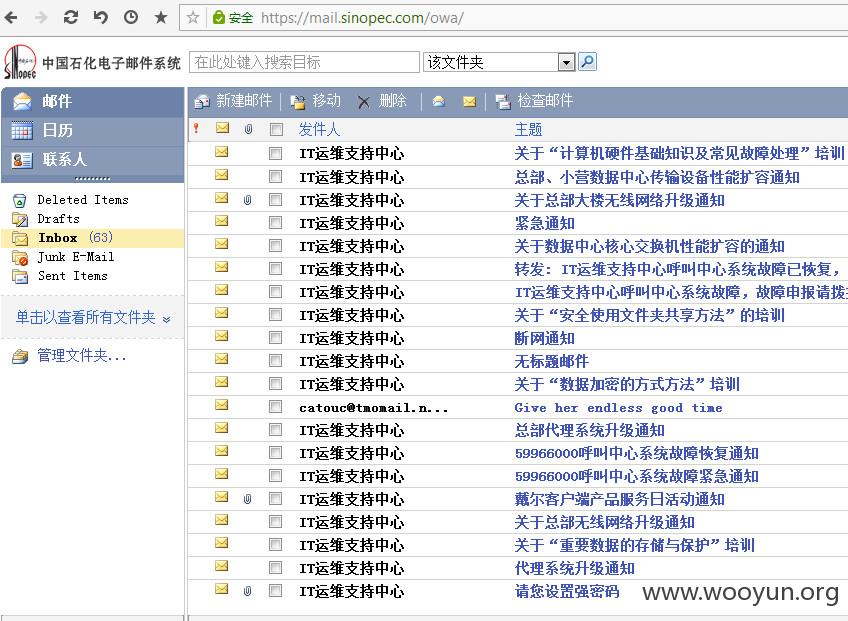 安全 https://mail.sinopec.com/owa/
Sinopec 中国石化电子邮件系统 在此处键入搜索目标 该文件夹
邮件
日历
联系人
Deleted Items
Drafts
Inbox (63)
Junk E-Mail
Sent Items
单击以查看所有文件夹
管理文件夹...
新建邮件 移动 删除 检查邮件
发件人 主题
IT运维支持中心 关于“计算机硬件基础知识及常见故障处理”培训
IT运维支持中心 总部、小营数据中心传输设备性能扩容通知
IT运维支持中心 关于总部大楼无线网络升级通知
IT运维支持中心 紧急通知
IT运维支持中心 关于数据中心核心交换机性能扩容的通知
IT运维支持中心 转发：IT运维支持中心呼叫中心系统故障已恢复，
IT运维支持中心 IT运维支持中心呼叫中心系统故障，故障申报请拨
IT运维支持中心 关于“安全使用文件夹共享方法”的培训
IT运维支持中心 断网通知
IT运维支持中心 无标题邮件
IT运维支持中心 关于“数据加密的方式方法”培训
catouc@tmomail.n... Give her endless good time
IT运维支持中心 总部代理系统升级通知
IT运维支持中心 59966000呼叫中心系统故障恢复通知
IT运维支持中心 59966000呼叫中心系统故障紧急通知
IT运维支持中心 戴尔客户端产品服务日活动通知
IT运维支持中心 关于总部无线网络升级通知
IT运维支持中心 关于“重要数据的存储与保护”培训
IT运维支持中心 代理系统升级通知
IT运维支持中心 请您设置强密码
www.wooyun.org